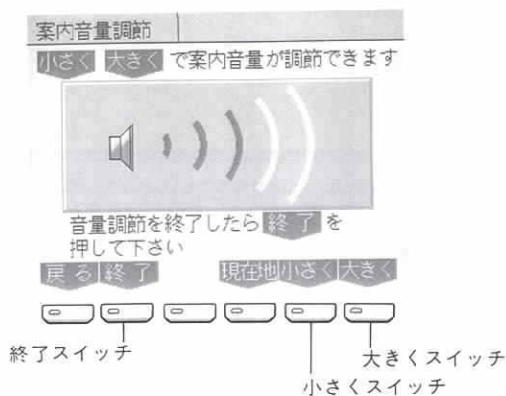 案内音量調節
小さく 大きく で案内音量が調節できます
音量調節を終了したら 終了 を
押して下さい
戻る 終了 現在地 小さく 大きく
終了スイッチ
大きくスイッチ
小さくスイッチ